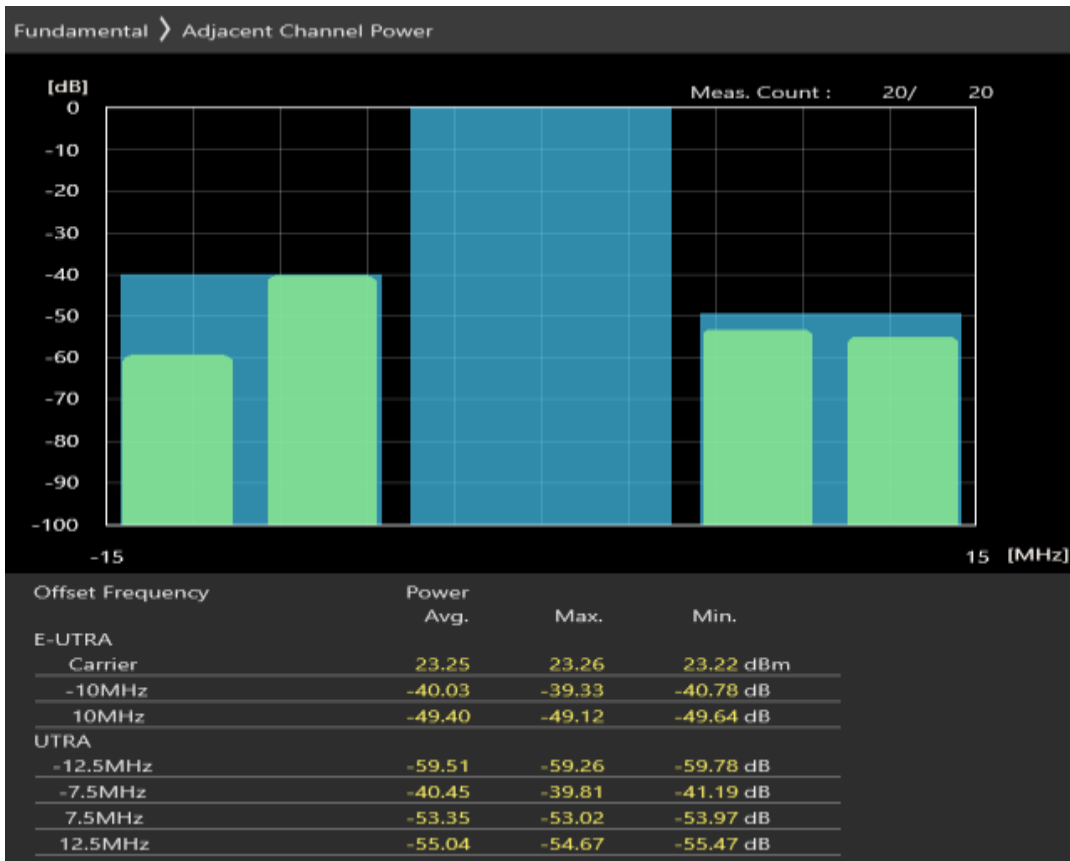 Fundamental 〉 Adjacent Channel Power
[dB]
Meas. Count : 20/ 20
0
-10
-20
-30
-40
-50
-60
-70
-80
-90
-100
-15 15 [MHz]
Offset Frequency Power
Avg. Max. Min.
E-UTRA
Carrier 23.25 23.26 23.22 dBm
-10MHz -40.03 -39.33 -40.78 dB
10MHz -49.40 -49.12 -49.64 dB
UTRA
-12.5MHz -59.51 -59.26 -59.78 dB
-7.5MHz -40.45 -39.81 -41.19 dB
7.5MHz -53.35 -53.02 -53.97 dB
12.5MHz -55.04 -54.67 -55.47 dB